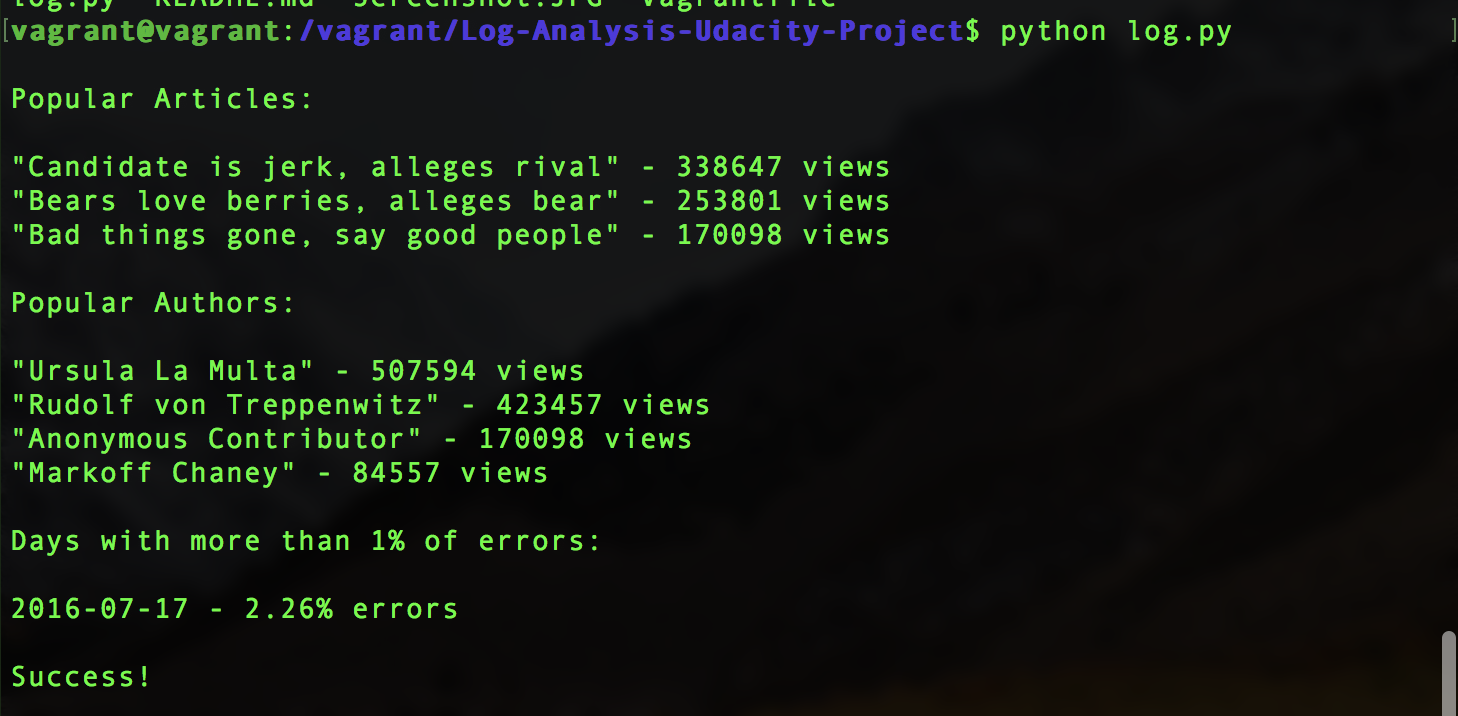 log.py README.md Screenshot.JPG Vagrantfile
[vagrant@vagrant:/vagrant/Log-Analysis-Udacity-Project$ python log.py ]
Popular Articles:
"Candidate is jerk, alleges rival" - 338647 views
"Bears love berries, alleges bear" - 253801 views
"Bad things gone, say good people" - 170098 views
Popular Authors:
"Ursula La Multa" - 507594 views
"Rudolf von Treppenwitz" - 423457 views
"Anonymous Contributor" - 170098 views
"Markoff Chaney" - 84557 views
Days with more than 1% of errors:
2016-07-17 - 2.26% errors
Success!